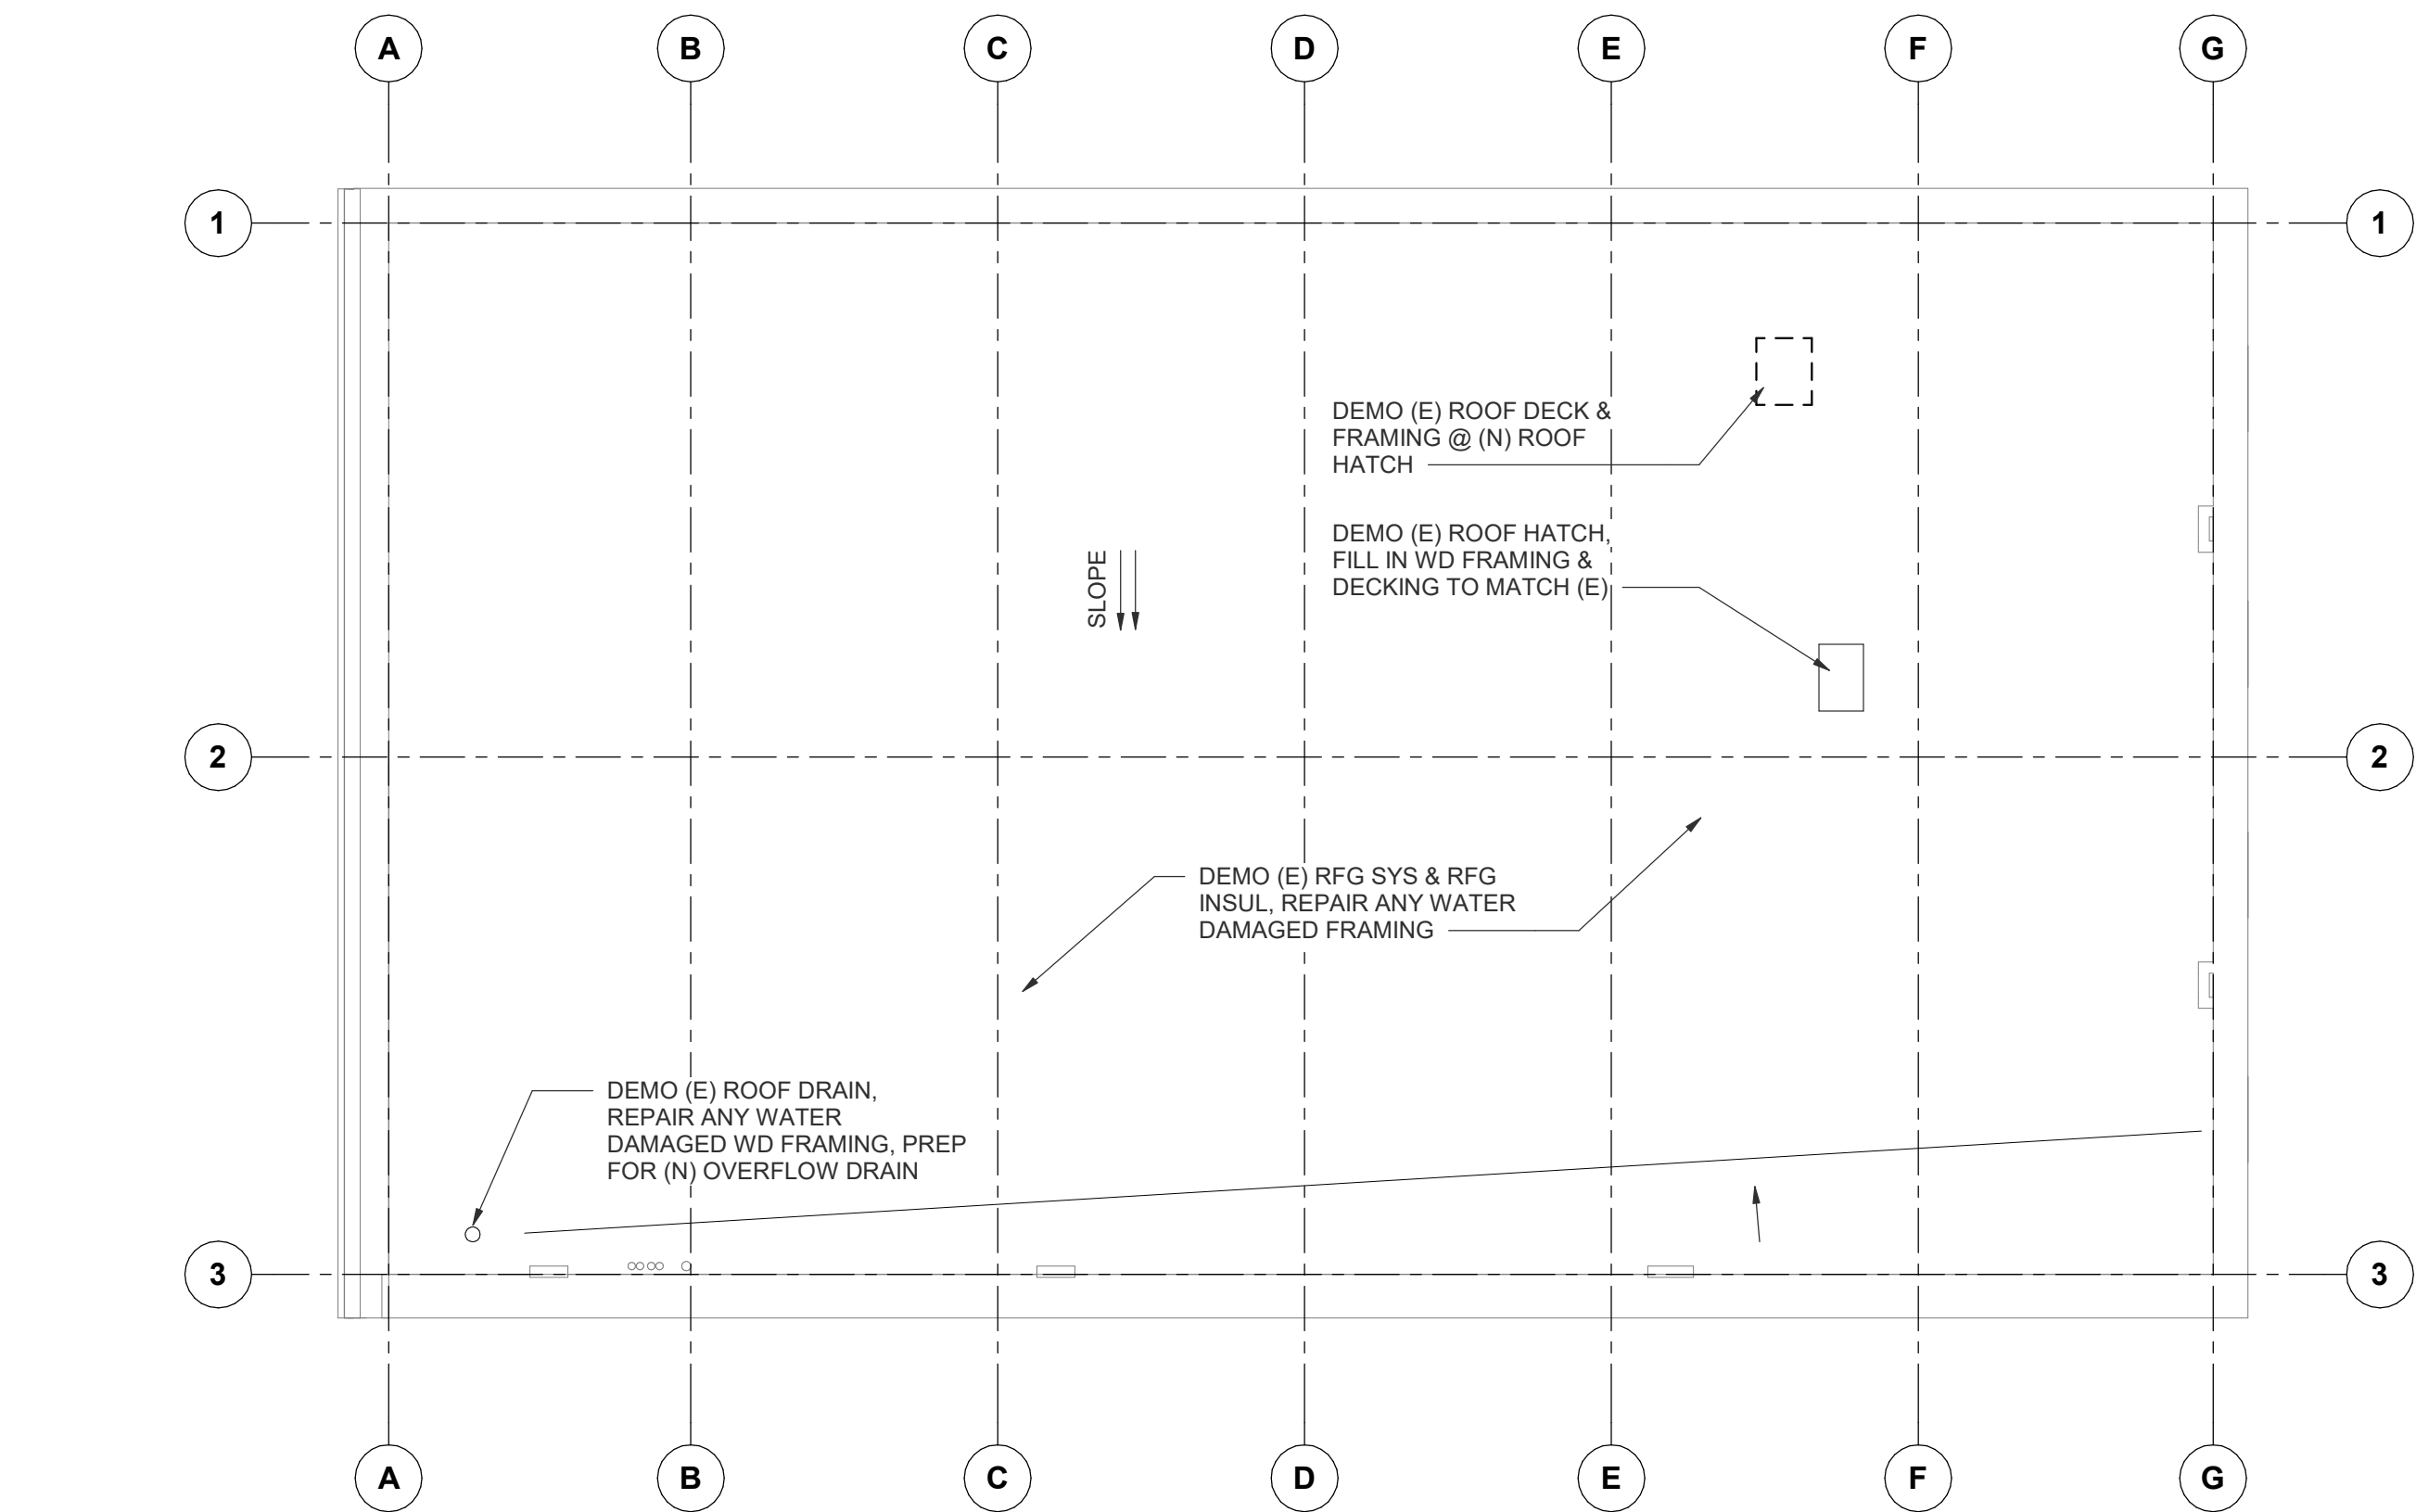 A
B
C
D
E
F
G
1
1
DEMO (E) ROOF DECK &
FRAMING @ (N) ROOF
HATCH
DEMO (E) ROOF HATCH,
FILL IN WD FRAMING &
DECKING TO MATCH (E)
SLOPE
2
2
DEMO (E) RFG SYS & RFG
INSUL, REPAIR ANY WATER
DAMAGED FRAMING
DEMO (E) ROOF DRAIN,
REPAIR ANY WATER
DAMAGED WD FRAMING, PREP
FOR (N) OVERFLOW DRAIN
3
3
A
B
C
D
E
F
G